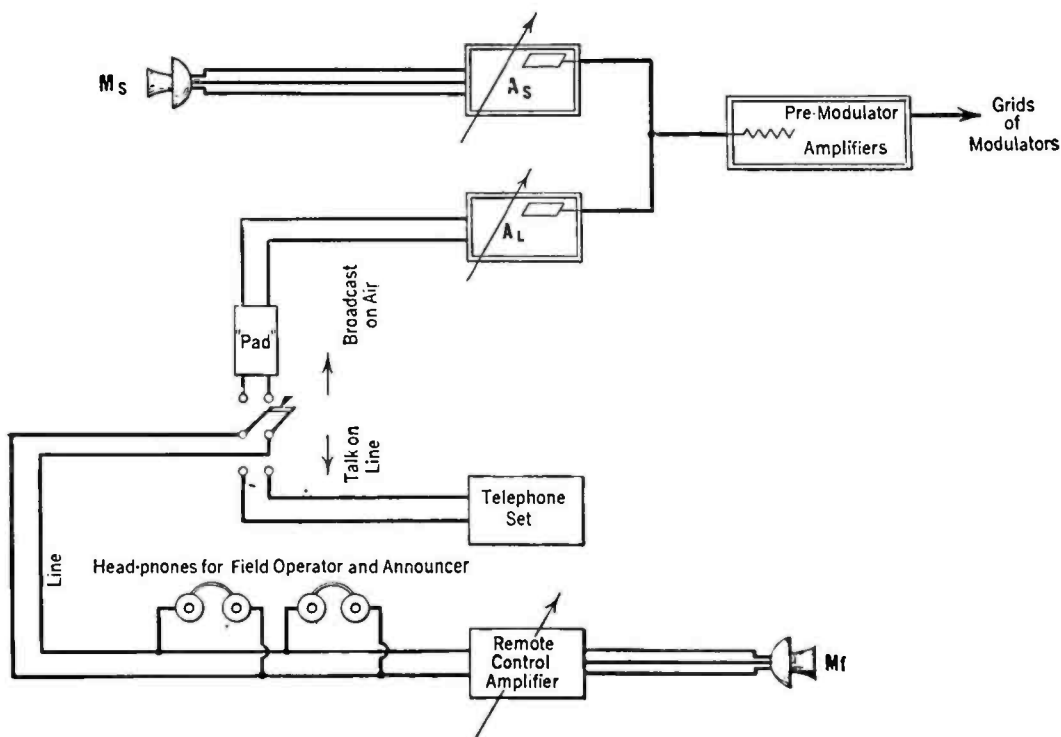 Ms
As
Pre-Modulator
Amplifiers
Grids
of
Modulators
AL
Broadcast
on Air
"Pad"
Talk on
Line
Telephone
Set
Line
Head-pnones for Field Operator and Announcer
Remote
Control
Amplifier
Mf